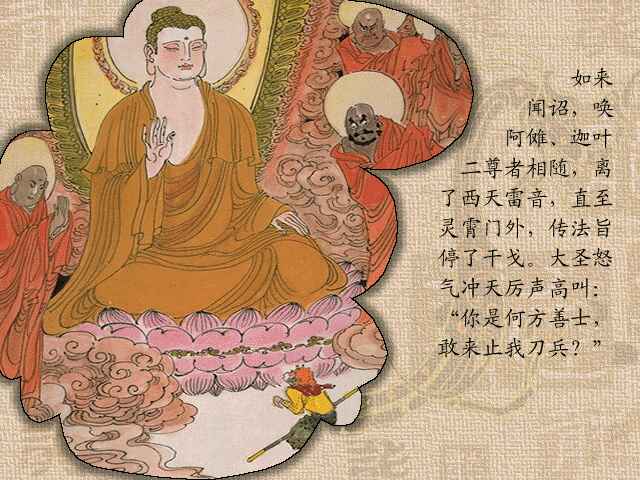 如来
闻诏，唤
阿傩、迦叶
二尊者相随，离
了西天雷音，直至
灵霄门外，传法旨
停了干戈。大圣怒
气冲天厉声高叫：
“你是何方善士，
敢来止我刀兵？”